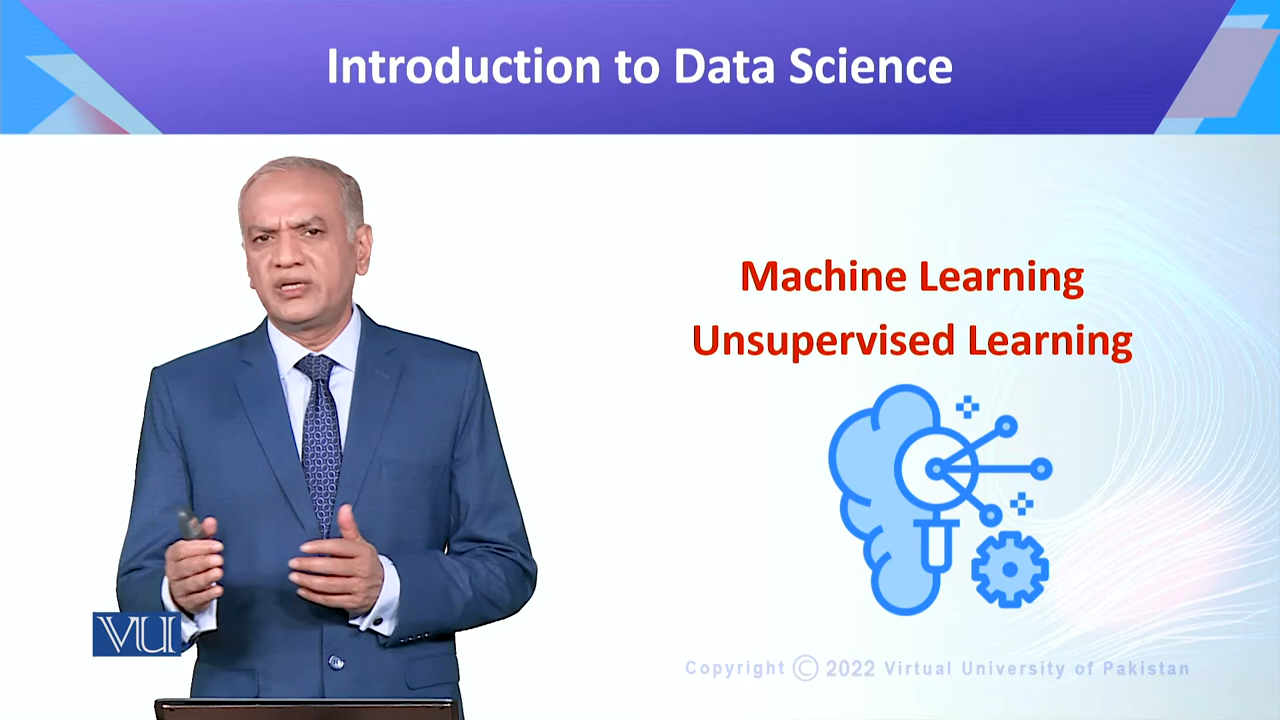 Introduction to Data Science
Machine Learning
Unsupervised Learning
VU
Copyright © 2022 Virtual University of Pakistan